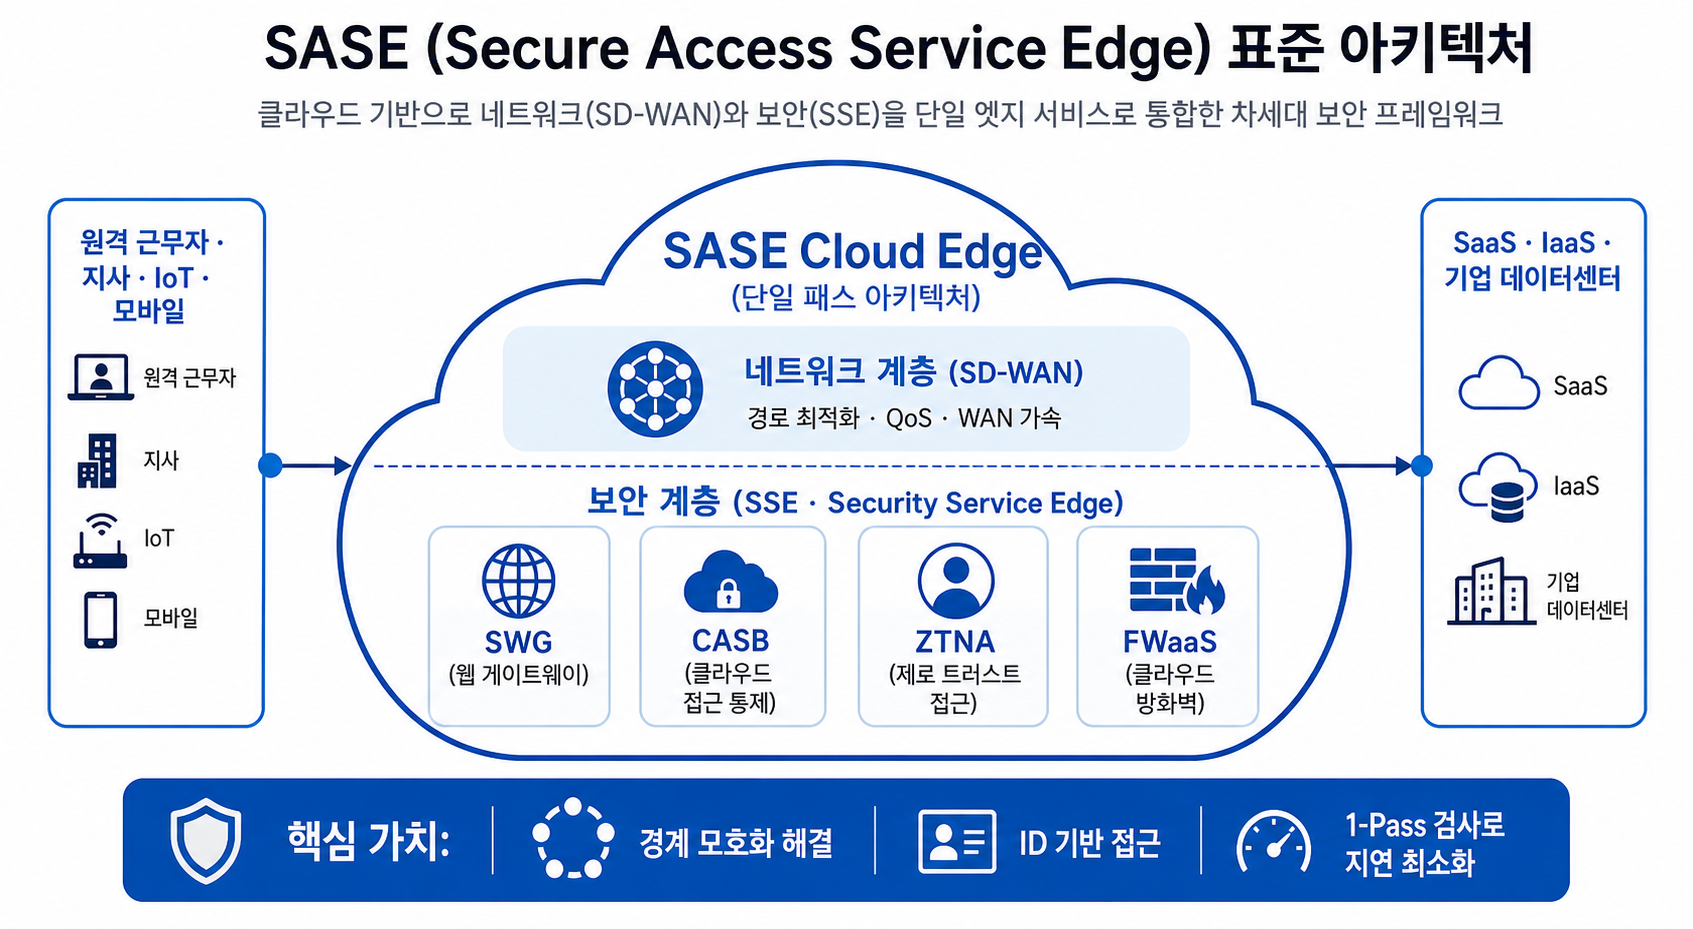 SASE (Secure Access Service Edge) 표준 아키텍처
클라우드 기반으로 네트워크(SD-WAN)와 보안(SSE)을 단일 엣지 서비스로 통합한 차세대 보안 프레임워크
원격 근무자 ·
지사 · IoT ·
모바일
원격 근무자
지사
IoT
모바일
SASE Cloud Edge
(단일 패스 아키텍처)
네트워크 계층 (SD-WAN)
경로 최적화 · QoS · WAN 가속
보안 계층 (SSE · Security Service Edge)
SWG
(웹 게이트웨이)
CASB
(클라우드
접근 통제)
ZTNA
(제로 트러스트
접근)
FWaaS
(클라우드
방화벽)
SaaS · IaaS ·
기업 데이터센터
SaaS
IaaS
기업
데이터센터
핵심 가치:
경계 모호화 해결
ID 기반 접근
1-Pass 검사로
지연 최소화